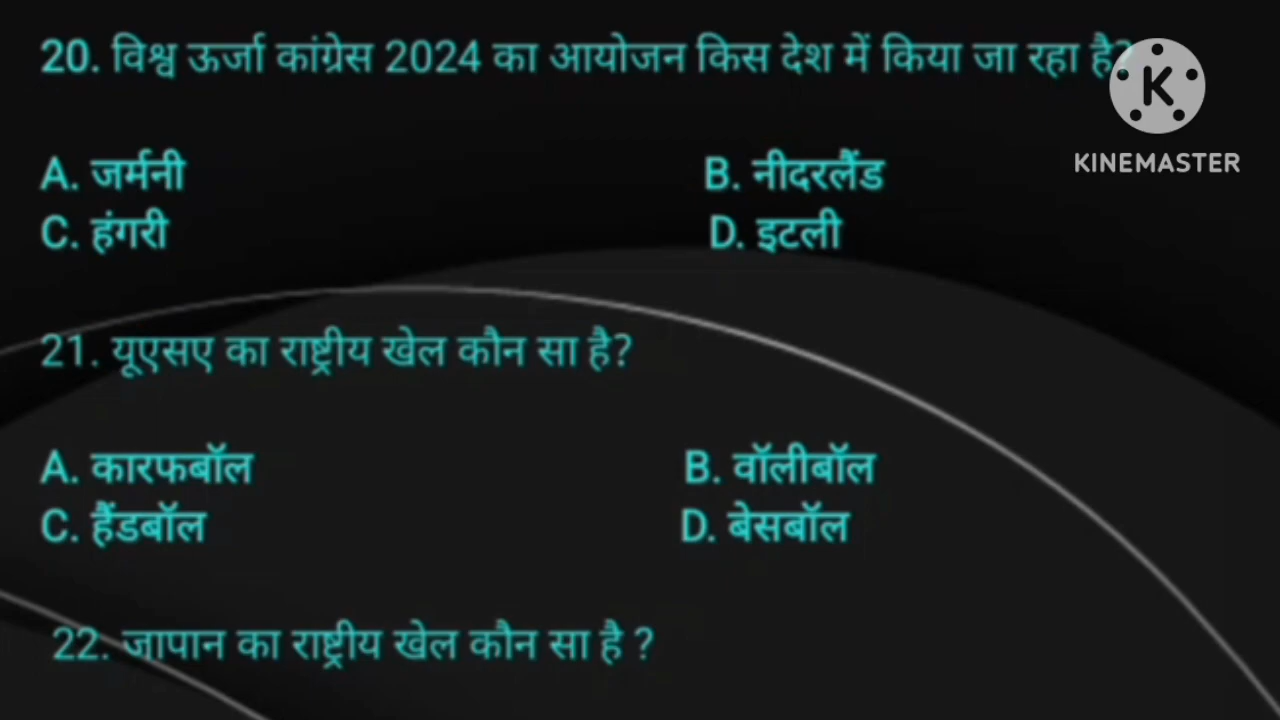 20. विश्व ऊर्जा कांग्रेस 2024 का आयोजन किस देश में किया जा रहा है?
KINEMASTER
A. जर्मनी B. नीदरलैंड
C. हंगरी D. इटली
21. यूएसए का राष्ट्रीय खेल कौन सा है?
A. कारफबॉल B. वॉलीबॉल
C. हैंडबॉल D. बेसबॉल
22. जापान का राष्ट्रीय खेल कौन सा है ?